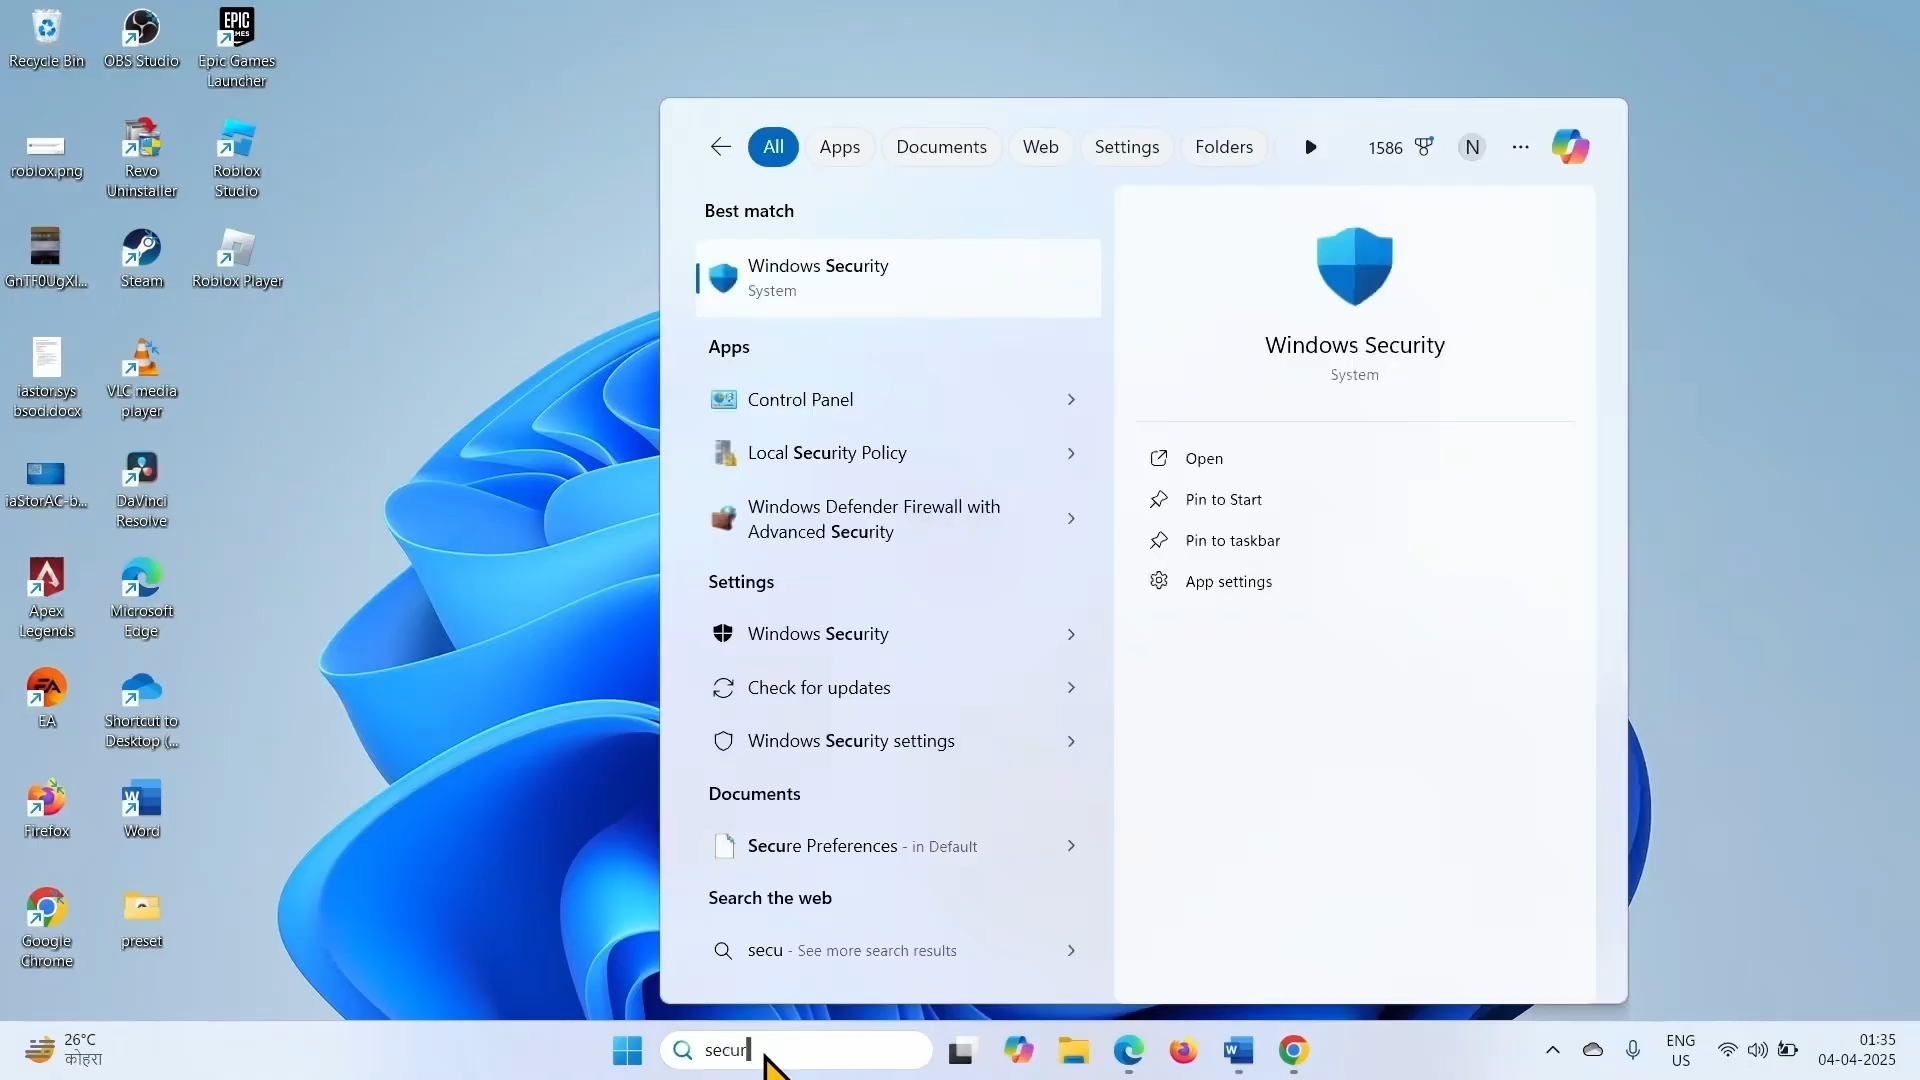 Recycle Bin
OBS Studio
EPIC
Epic Games
Launcher
roblox.png
Revo
Uninstaller
Roblox
Studio
GnTF0UgXI...
Steam
Roblox Player
iastor.sys
bsod.docx
VLC media
player
iaStorAC-b...
DaVinci
Resolve
Apex
Legends
Microsoft
Edge
EA
Shortcut to
Desktop (...
Firefox
Word
Google
Chrome
preset
All
Apps
Documents
Web
Settings
Folders
1586
N
Best match
Windows Security
System
Apps
Control Panel
Local Security Policy
Windows Defender Firewall with
Advanced Security
Settings
Windows Security
Check for updates
Windows Security settings
Documents
Secure Preferences - in Default
Search the web
secu - See more search results
Windows Security
System
Open
Pin to Start
Pin to taskbar
App settings
26°C
कोहरा
secur
ENG
US
01:35
04-04-2025